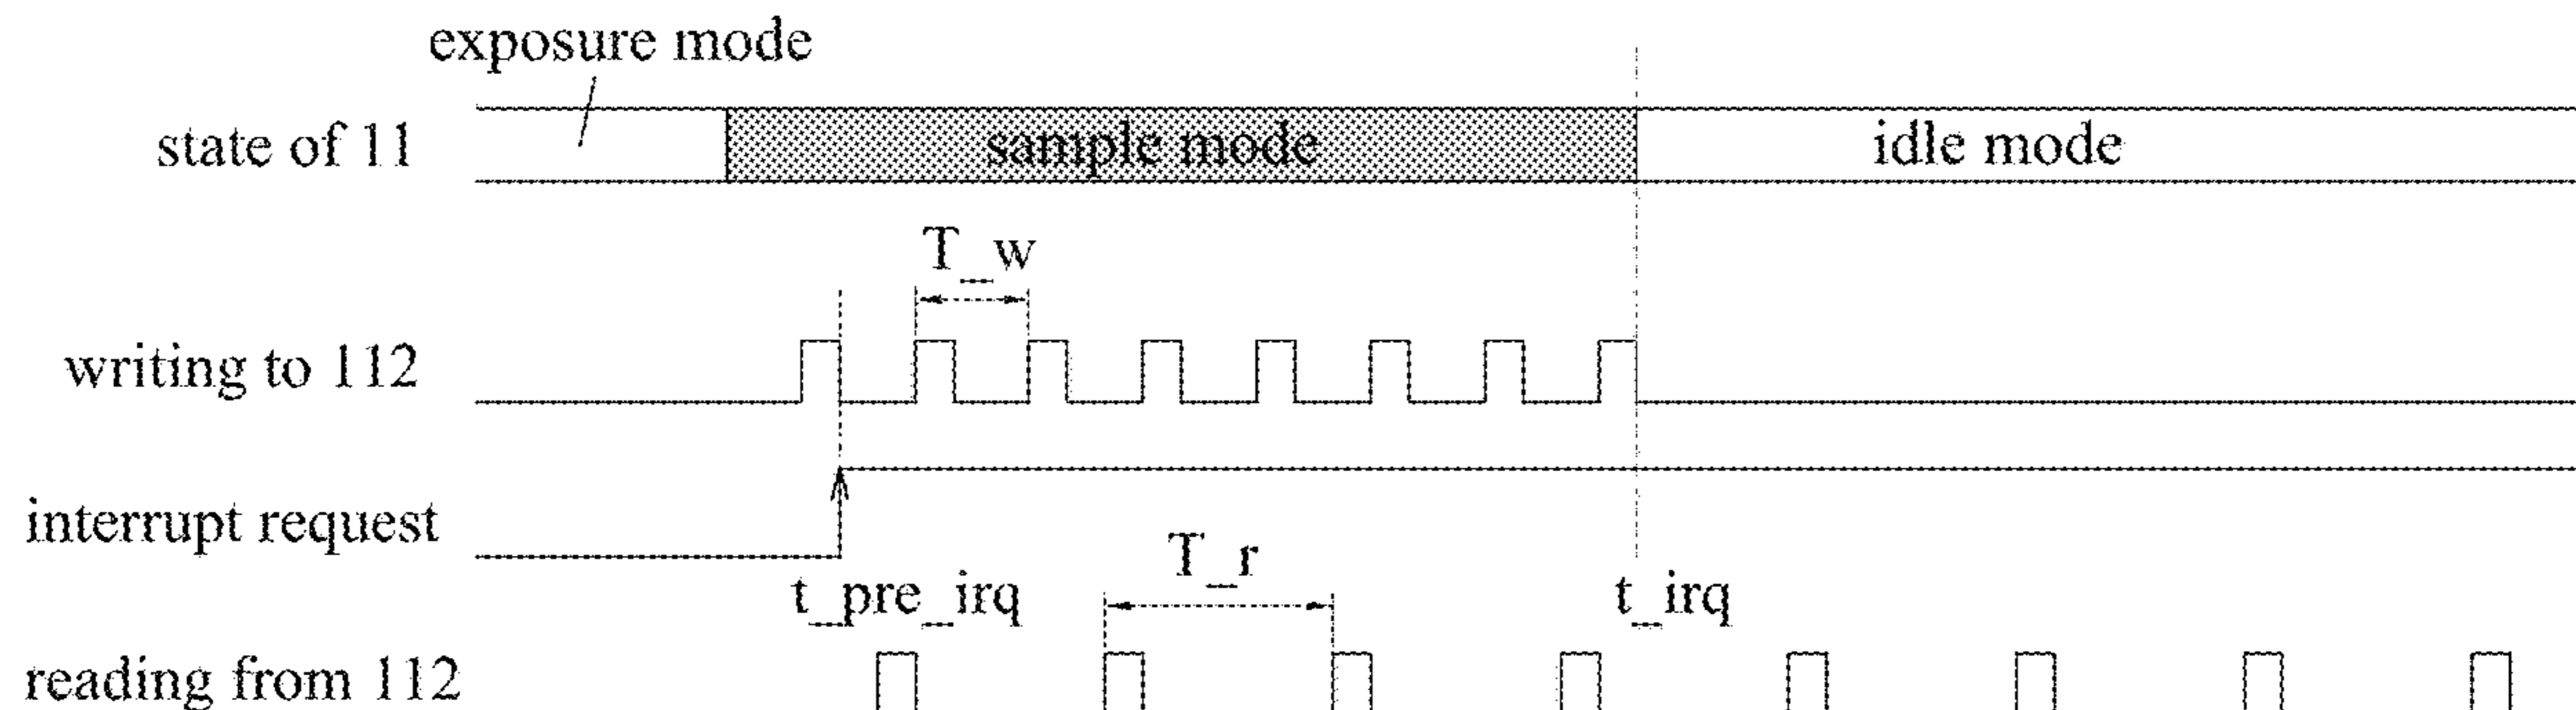 exposure mode
state of 11
sample mode
idle mode
T_w
writing to 112
interrupt request
T_r
t_pre_irq
t_irq
reading from 112